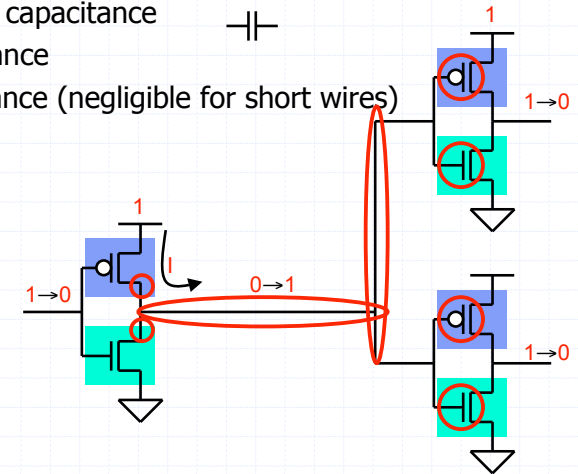 capacitance
ance
ance (negligible for short wires)
1
1→0
1
1→0
I
0→1
1→0